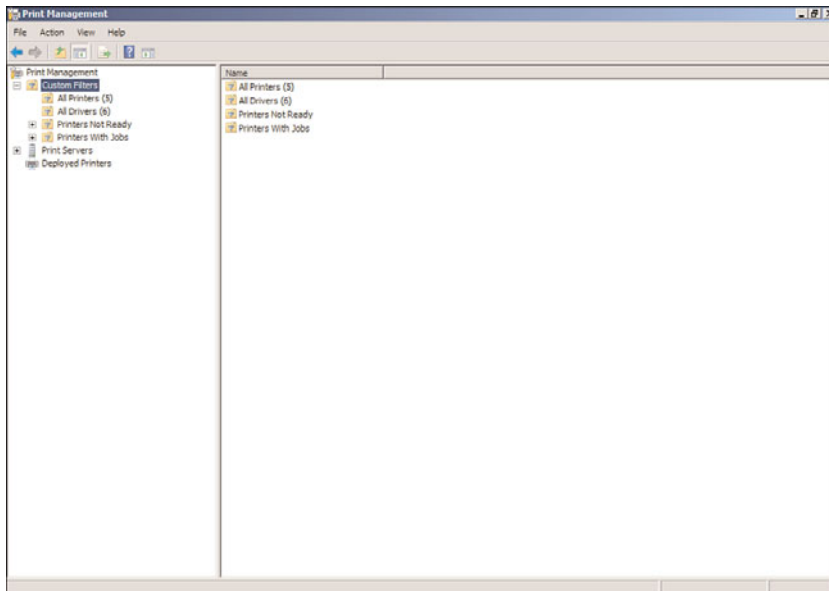 Print Management
File Action View Help
Print Management
Custom Filters
All Printers (5)
All Drivers (6)
Printers Not Ready
Printers With Jobs
Print Servers
Deployed Printers
Name
All Printers (5)
All Drivers (6)
Printers Not Ready
Printers With Jobs